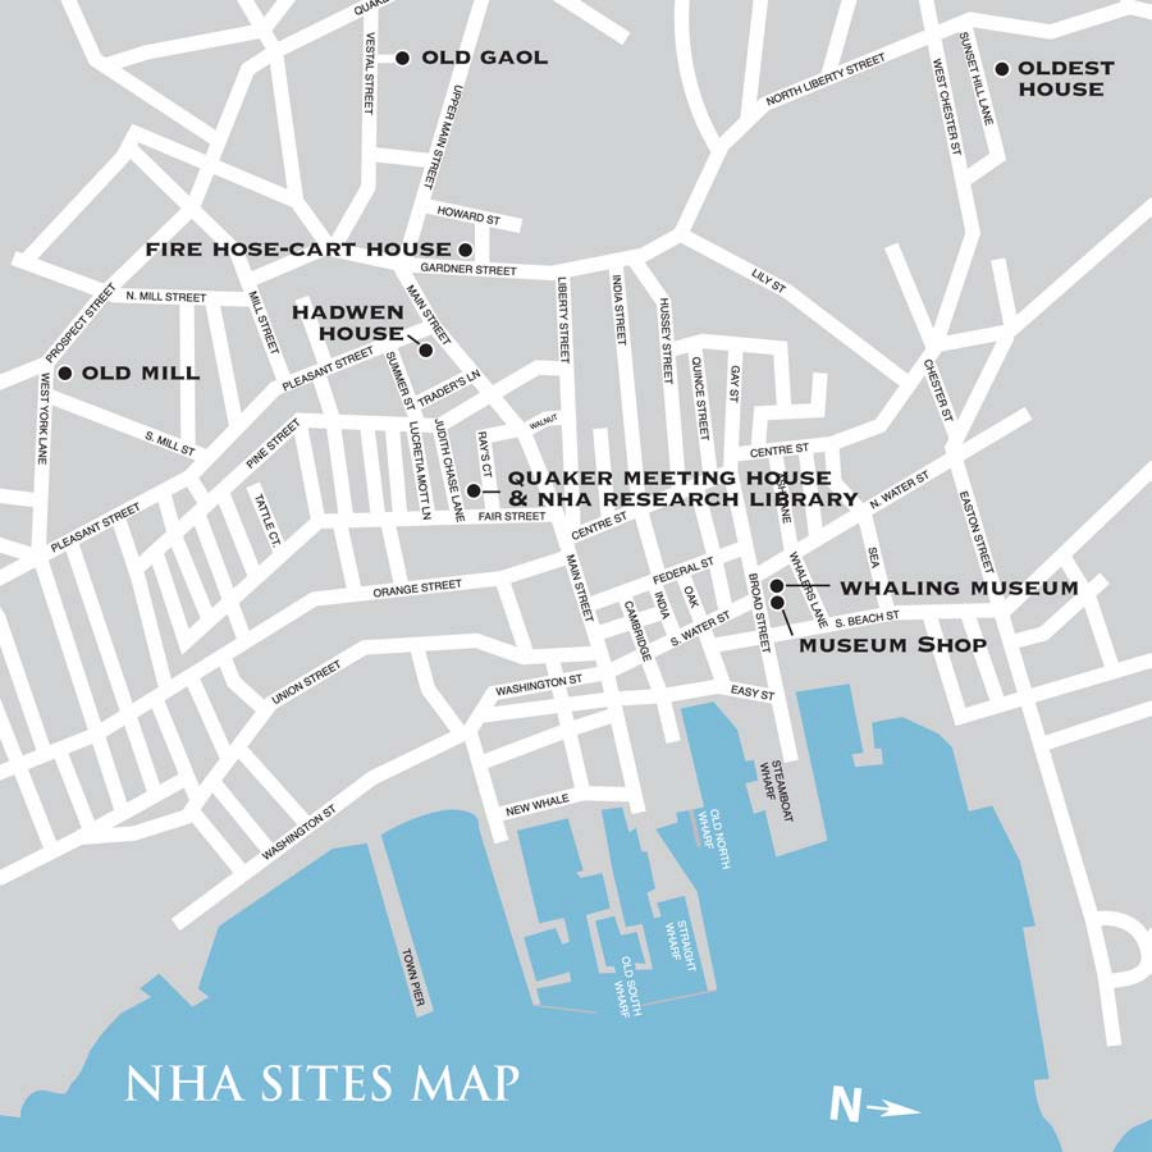 QUAK
VESTAL STREET
OLD GAOL
UPPER MAIN STREET
NORTH LIBERTY STREET
WEST CHESTER ST
SUNSET HILL LANE
OLDEST
HOUSE
HOWARD ST
FIRE HOSE-CART HOUSE
GARDNER STREET
LILY ST
N. MILL STREET
MILL STREET
PROSPECT STREET
HADWEN
HOUSE
MAIN STREET
LIBERTY STREET
INDIA STREET
HUSSEY STREET
OLD MILL
PLEASANT STREET
SUMMER ST
TRADER'S LN
QUINCE STREET
GAY ST
CHESTER ST
WEST YORK LANE
S. MILL ST
PINE STREET
LUCRETIA MOTT LN
JUDITH CHASE LANE
RAY'S CT
WALNUT
CENTRE ST
QUAKER MEETING HOUSE
& NHA RESEARCH LIBRARY
N. WATER ST
PLEASANT STREET
TATTLE CT.
FAIR STREET
CENTRE ST
EASTON STREET
ORANGE STREET
MAIN STREET
FEDERAL ST
CAMBRIDGE
INDIA
OAK
S. WATER ST
BROAD STREET
WHALERS LANE
SEA
WHALING MUSEUM
S. BEACH ST
MUSEUM SHOP
UNION STREET
WASHINGTON ST
EASY ST
WASHINGTON ST
NEW WHALE
STEAMBOAT
WHARF
OLD NORTH
WHARF
STRAIGHT
WHARF
OLD SOUTH
WHARF
TOWN PIER
NHA SITES MAP
N